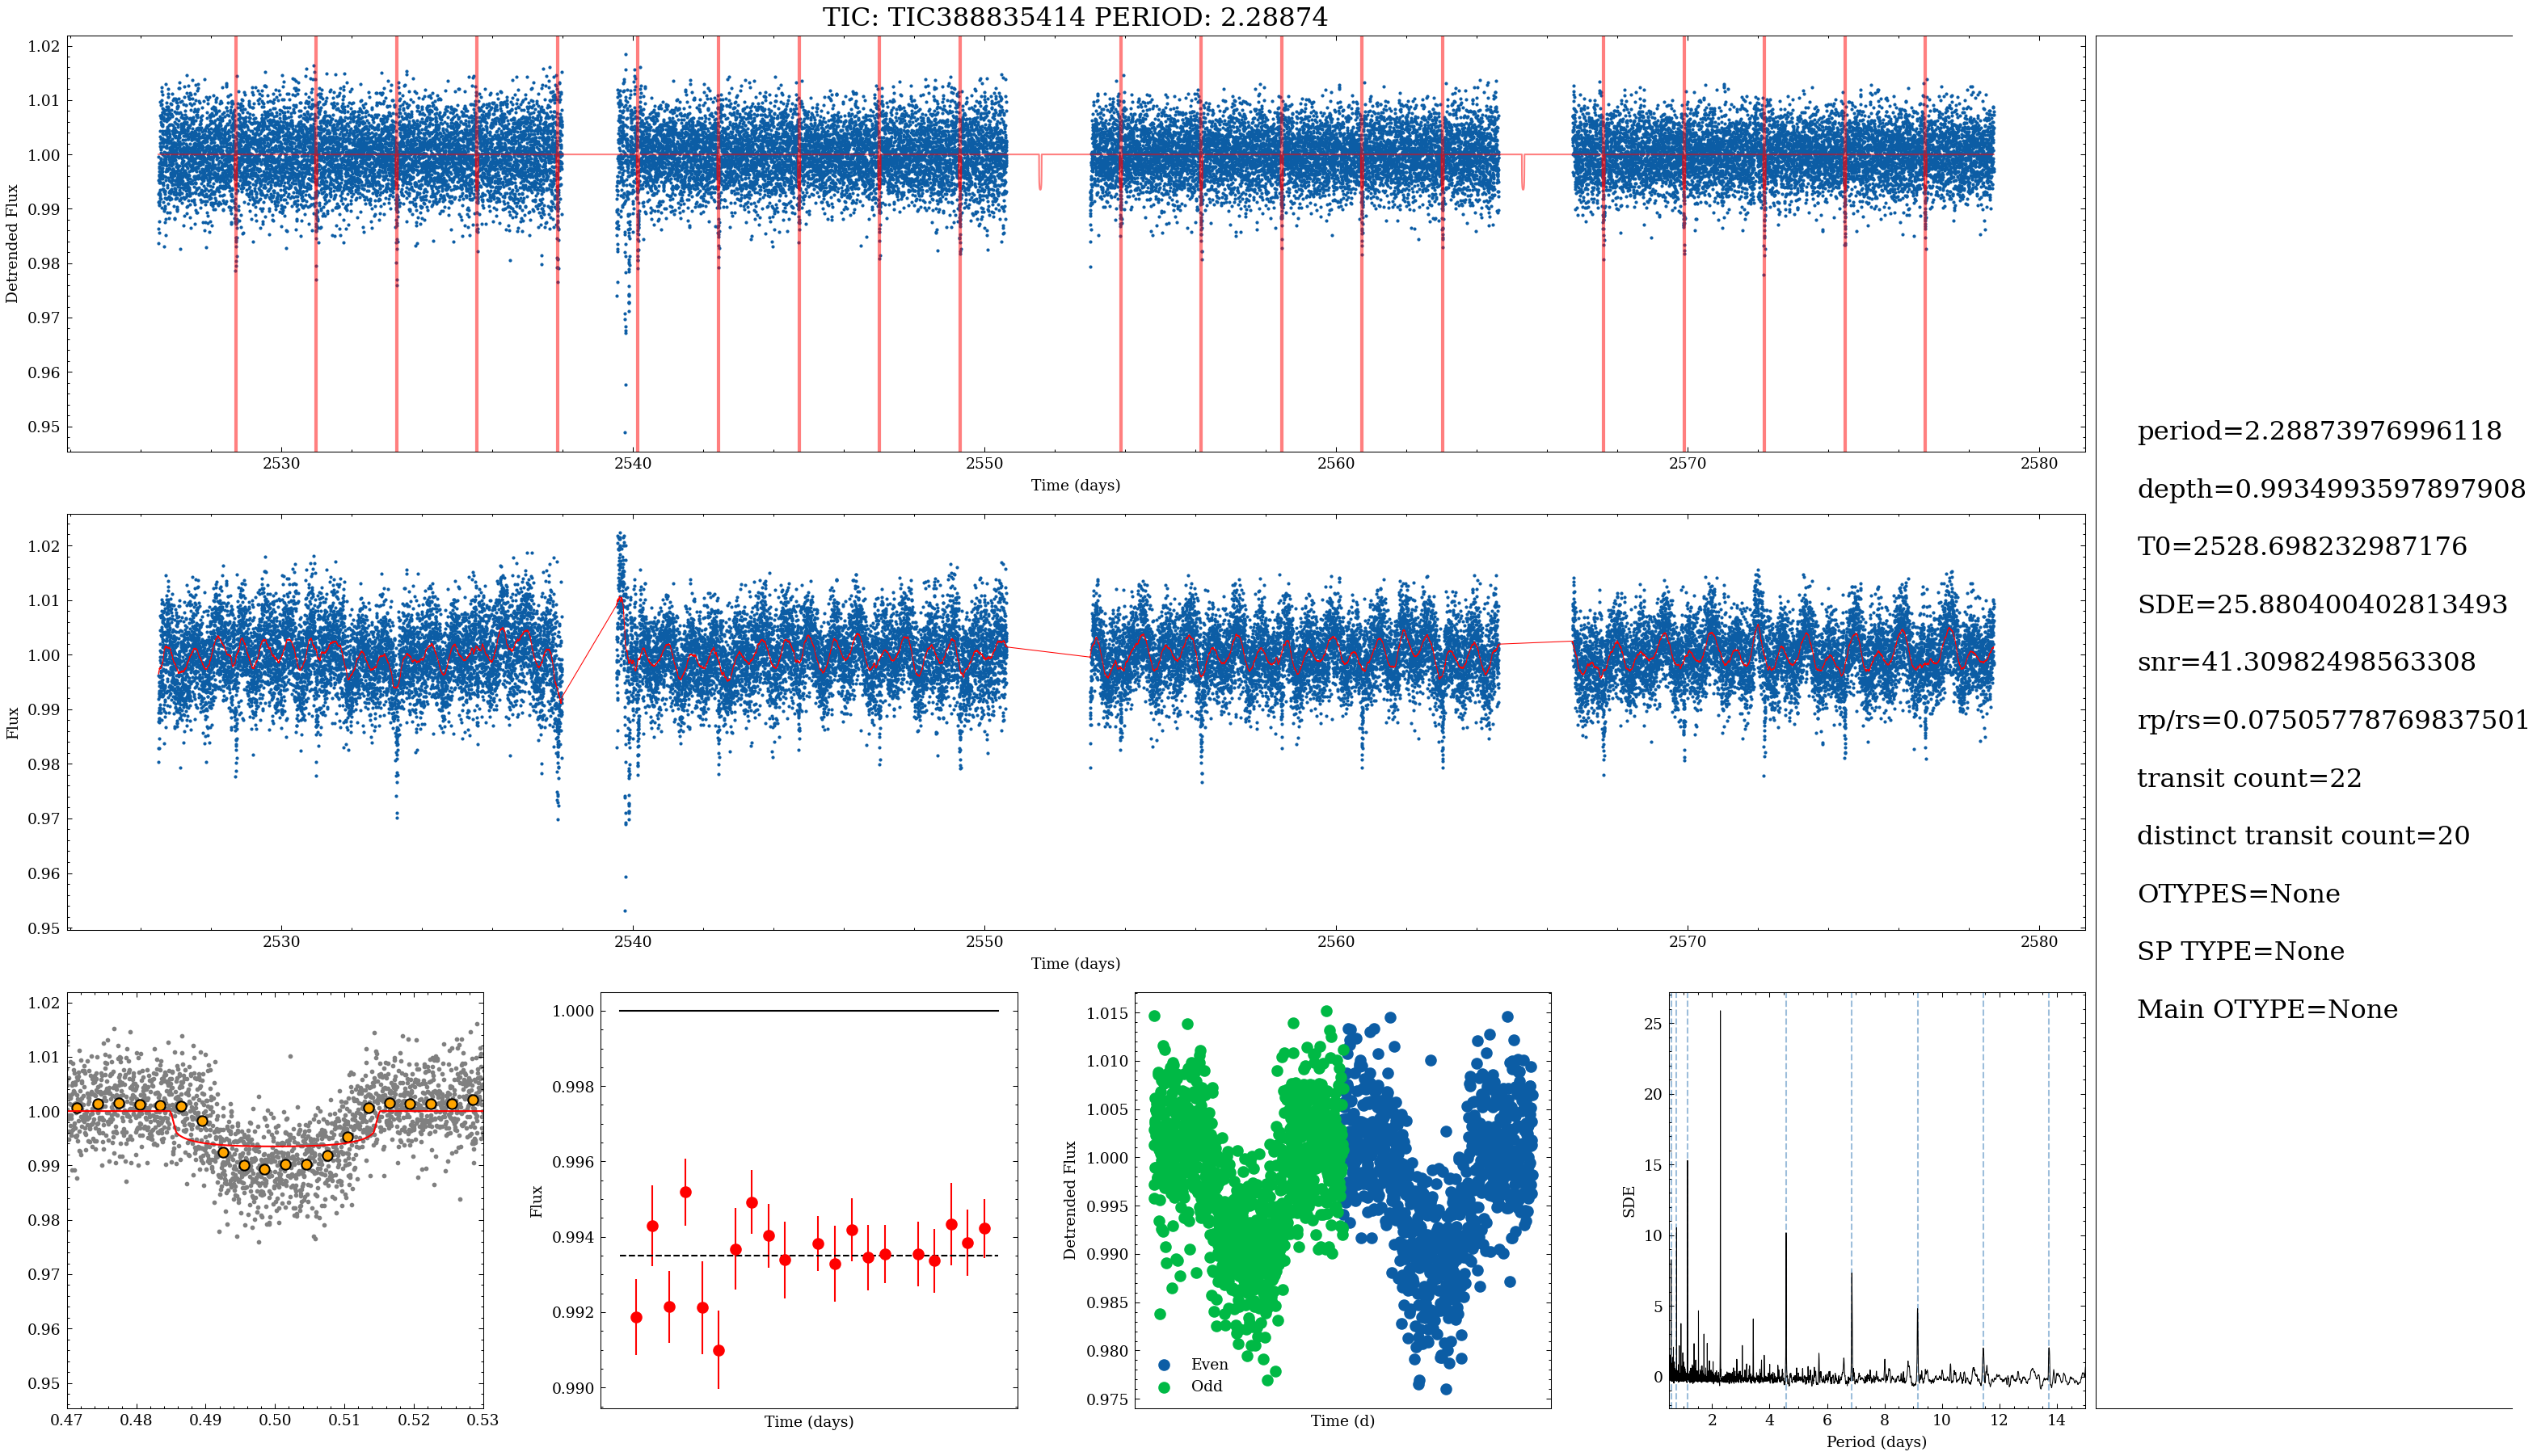 TIC: TIC388835414 PERIOD: 2.28874
1.02
1.01
1.00
0.99
0.98
0.97
0.96
0.95
Detrended Flux
2530 2540 2550 2560 2570 2580
Time (days)
1.02
1.01
1.00
0.99
0.98
0.97
0.96
0.95
Flux
2530 2540 2550 2560 2570 2580
Time (days)
1.02
1.01
1.00
0.99
0.98
0.97
0.96
0.95
0.47 0.48 0.49 0.50 0.51 0.52 0.53
1.000
0.998
0.996
0.994
0.992
0.990
Flux
Time (days)
1.015
1.010
1.005
1.000
0.995
0.990
0.985
0.980
0.975
Detrended Flux
Even
Odd
Time (d)
25
20
15
10
5
0
SDE
2 4 6 8 10 12 14
Period (days)
period=2.28873976996118
depth=0.9934993597897908
T0=2528.698232987176
SDE=25.880400402813493
snr=41.30982498563308
rp/rs=0.07505778769837501
transit count=22
distinct transit count=20
OTYPES=None
SP TYPE=None
Main OTYPE=None